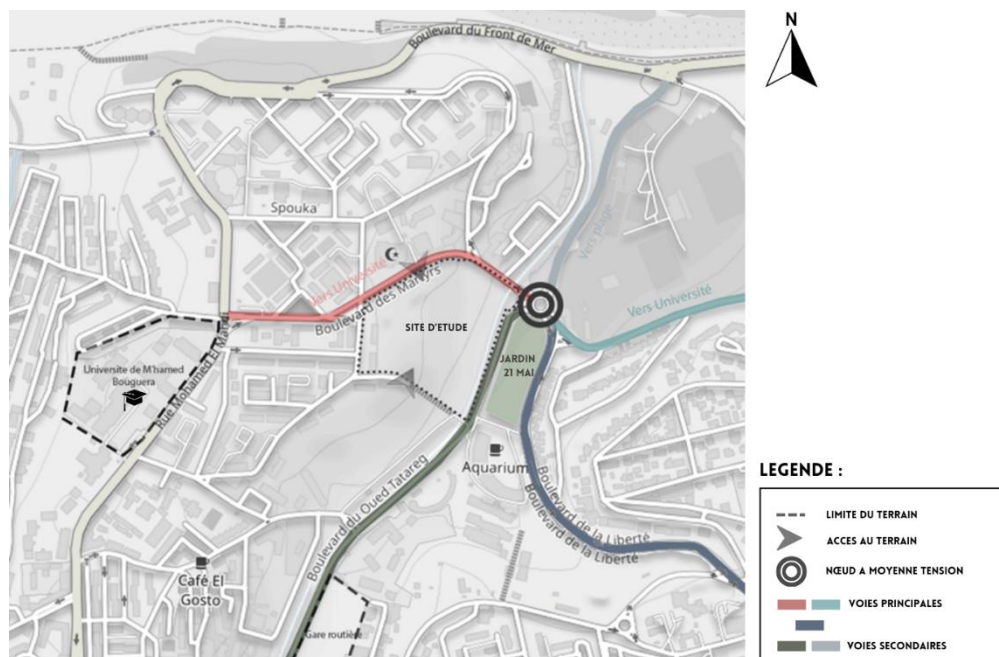 N
Boulevard du Front de Mer
Spouka
Vers plage
Vers Université
Boulevard des Martyrs
Vers Université
SITE D'ETUDE
JARDIN
21 MAI
Universite de M'hamed
Bouguera
Rue Mohamed El Mahdi
Aquarium
Boulevard du Oued Tatareg
Boulevard de la Liberté
Boulevard de la Liberté
Café El
Gosto
Gare routière
LEGENDE :
LIMITE DU TERRAIN
ACCES AU TERRAIN
NŒUD A MOYENNE TENSION
VOIES PRINCIPALES
VOIES SECONDAIRES